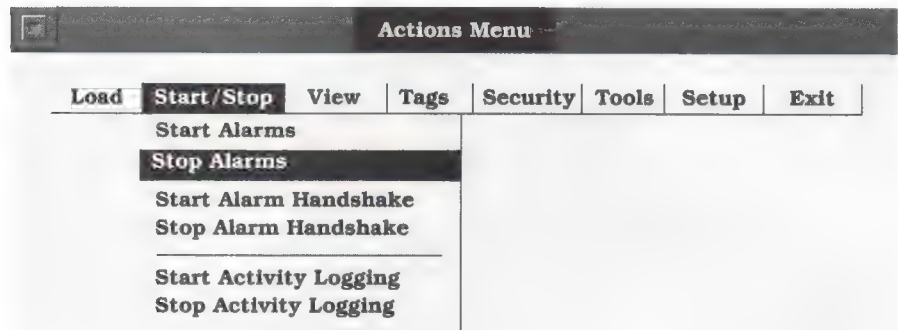 Actions Menu
Load Start/Stop View Tags Security Tools Setup Exit
Start Alarms
Stop Alarms
Start Alarm Handshake
Stop Alarm Handshake
Start Activity Logging
Stop Activity Logging